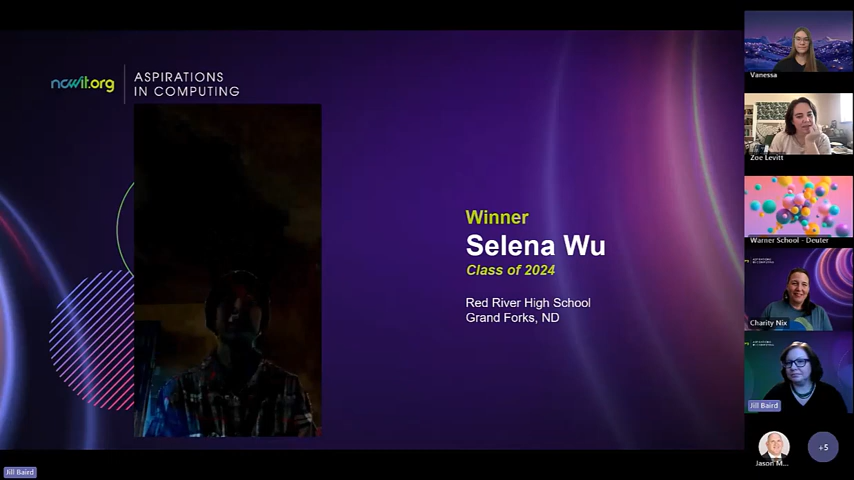 ncwit.org
ASPIRATIONS
IN COMPUTING
Winner
Selena Wu
Class of 2024
Red River High School
Grand Forks, ND
Vanessa
Zoe Levitt
Warner School - Deuter
Charity Nix
Jill Baird
Jason M...
+5
Jill Baird